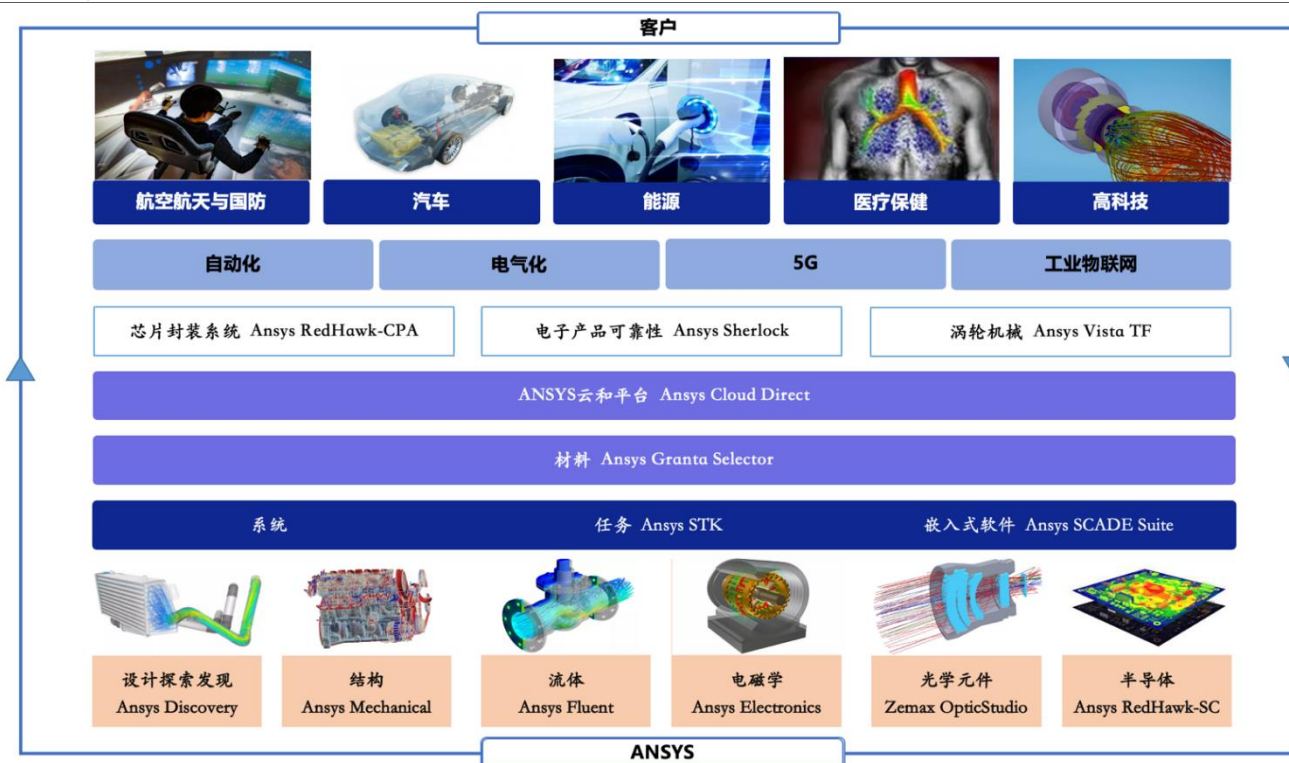 客户
航空航天与国防
汽车
能源
医疗保健
高科技
自动化
电气化
5G
工业物联网
芯片封装系统 Ansys RedHawk-CPA
电子产品可靠性 Ansys Sherlock
涡轮机械 Ansys Vista TF
ANSYS云和平台 Ansys Cloud Direct
材料 Ansys Granta Selector
系统
任务 Ansys STK
嵌入式软件 Ansys SCADE Suite
设计探索发现
Ansys Discovery
结构
Ansys Mechanical
流体
Ansys Fluent
电磁学
Ansys Electronics
光学元件
Zemax OpticStudio
半导体
Ansys RedHawk-SC
ANSYS